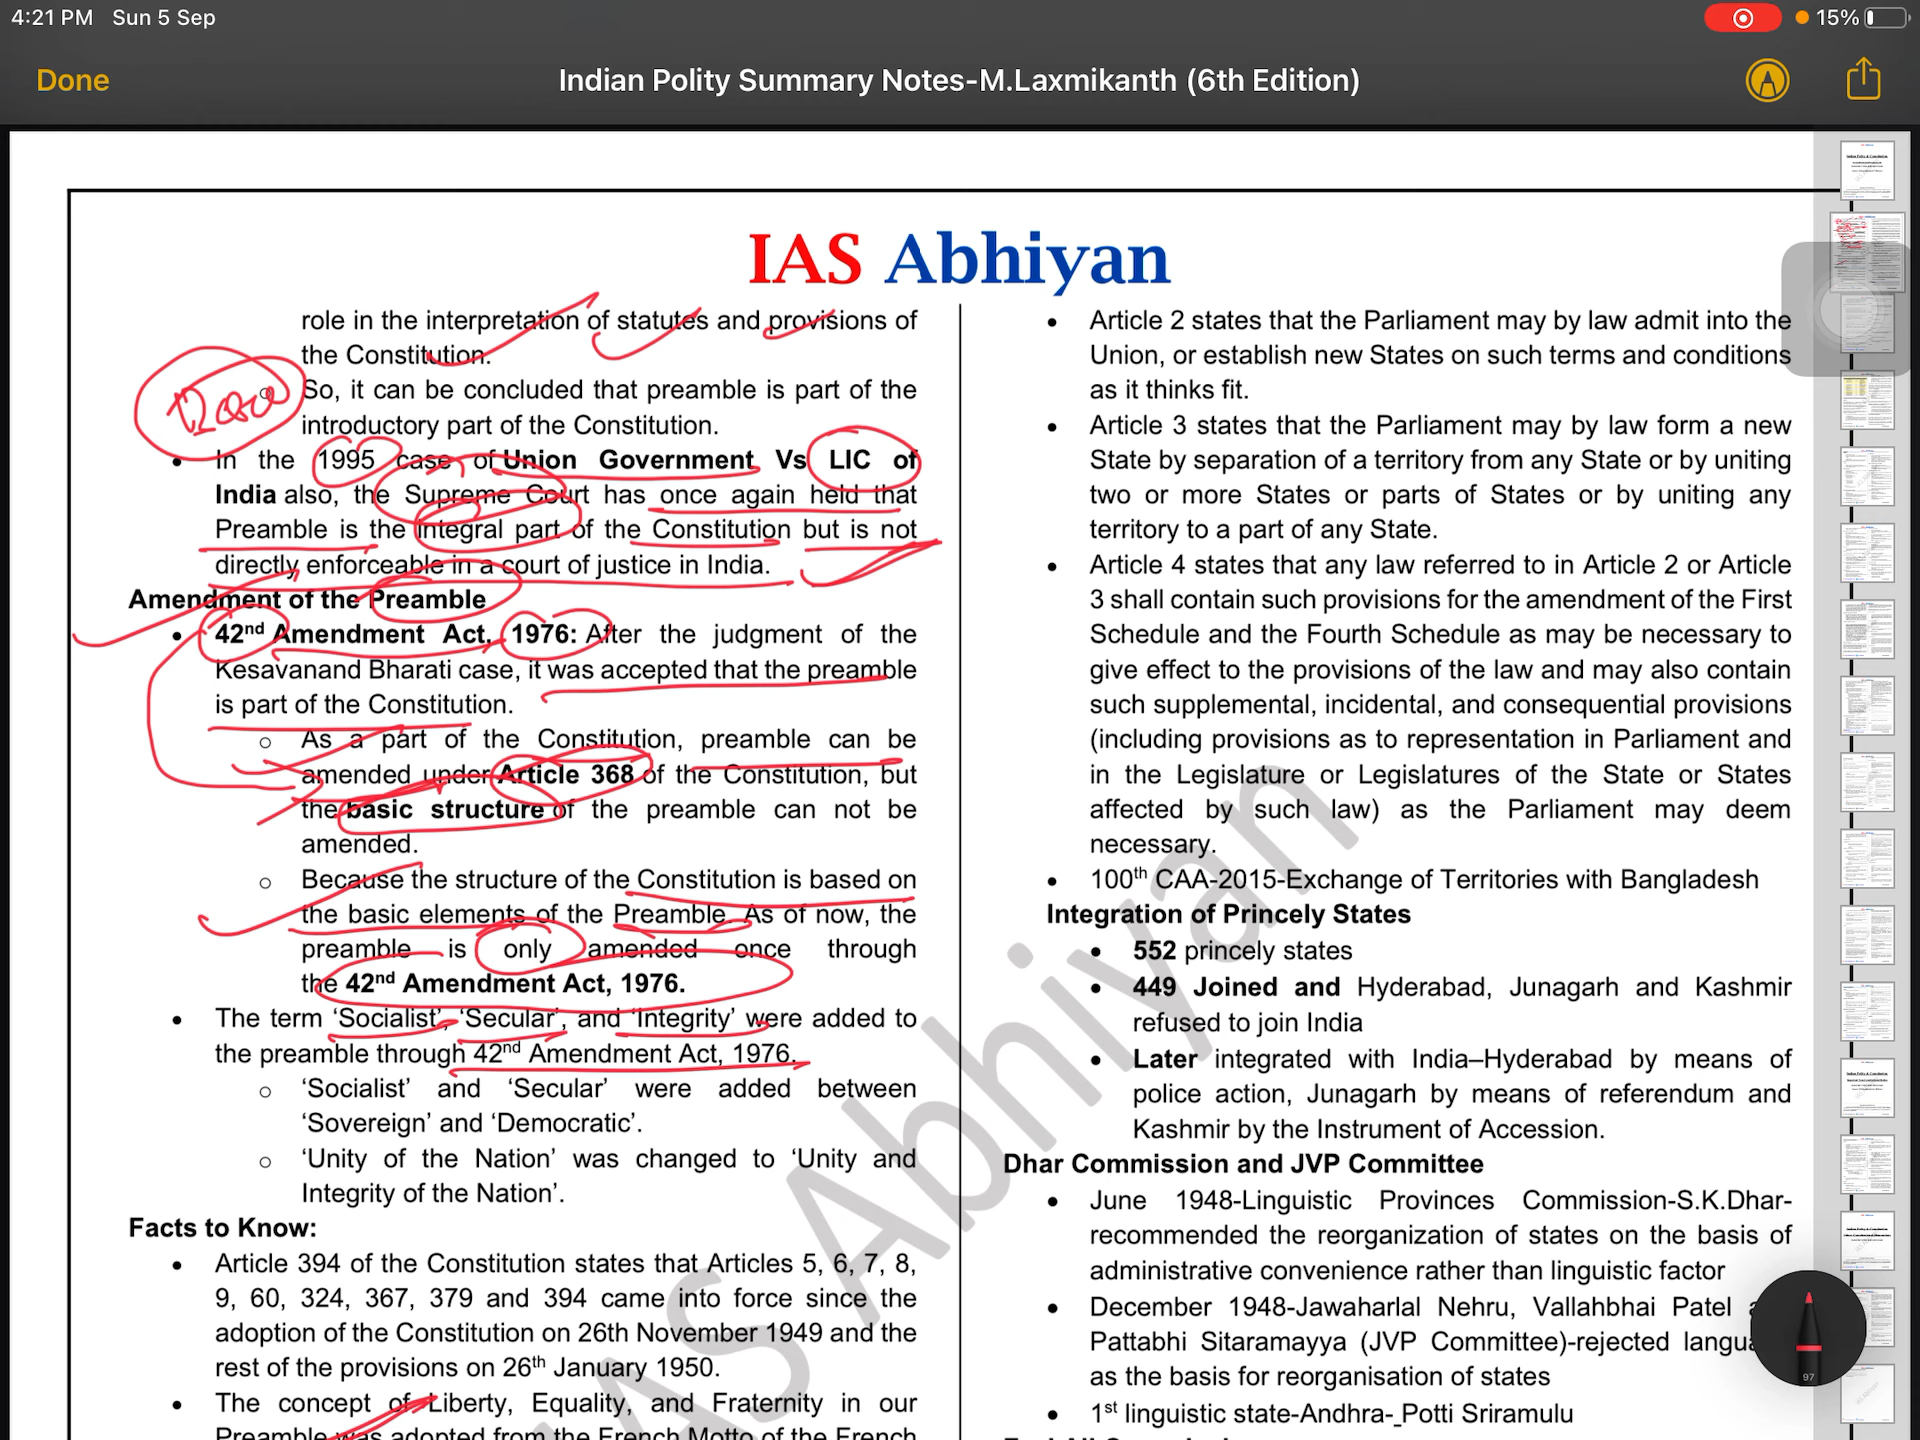 4:21 PM Sun 5 Sep
15%
Done
Indian Polity Summary Notes-M.Laxmikanth (6th Edition)
IAS Abhiyan
role in the interpretation of statutes and provisions of
the Constitution.
So, it can be concluded that preamble is part of the
introductory part of the Constitution.
In the 1995 case of Union Government Vs LIC of
India also, the Supreme Court has once again held that
Preamble is the integral part of the Constitution but is not
directly enforceable in a court of justice in India.
Amendment of the Preamble
42nd Amendment Act, 1976: After the judgment of the
Kesavanand Bharati case, it was accepted that the preamble
is part of the Constitution.
As a part of the Constitution, preamble can be
amended under Article 368 of the Constitution, but
the basic structure of the preamble can not be
amended.
Because the structure of the Constitution is based on
the basic elements of the Preamble. As of now, the
preamble is only amended once through
the 42nd Amendment Act, 1976.
The term ‘Socialist’, ‘Secular’, and ‘Integrity’ were added to
the preamble through 42nd Amendment Act, 1976.
‘Socialist’ and ‘Secular’ were added between
‘Sovereign’ and ‘Democratic’.
‘Unity of the Nation’ was changed to ‘Unity and
Integrity of the Nation’.
Facts to Know:
Article 394 of the Constitution states that Articles 5, 6, 7, 8,
9, 60, 324, 367, 379 and 394 came into force since the
adoption of the Constitution on 26th November 1949 and the
rest of the provisions on 26th January 1950.
The concept of Liberty, Equality, and Fraternity in our
Preamble was adopted from the French Motto of the French
Article 2 states that the Parliament may by law admit into the
Union, or establish new States on such terms and conditions
as it thinks fit.
Article 3 states that the Parliament may by law form a new
State by separation of a territory from any State or by uniting
two or more States or parts of States or by uniting any
territory to a part of any State.
Article 4 states that any law referred to in Article 2 or Article
3 shall contain such provisions for the amendment of the First
Schedule and the Fourth Schedule as may be necessary to
give effect to the provisions of the law and may also contain
such supplemental, incidental, and consequential provisions
(including provisions as to representation in Parliament and
in the Legislature or Legislatures of the State or States
affected by such law) as the Parliament may deem
necessary.
100th CAA-2015-Exchange of Territories with Bangladesh
Integration of Princely States
552 princely states
449 Joined and Hyderabad, Junagarh and Kashmir
refused to join India
Later integrated with India–Hyderabad by means of
police action, Junagarh by means of referendum and
Kashmir by the Instrument of Accession.
Dhar Commission and JVP Committee
June 1948-Linguistic Provinces Commission-S.K.Dhar-
recommended the reorganization of states on the basis of
administrative convenience rather than linguistic factor
December 1948-Jawaharlal Nehru, Vallahbhai Patel
Pattabhi Sitaramayya (JVP Committee)-rejected
as the basis for reorganisation of states
1st linguistic state-Andhra-_Potti Sriramulu
IAS Abhiyan
97